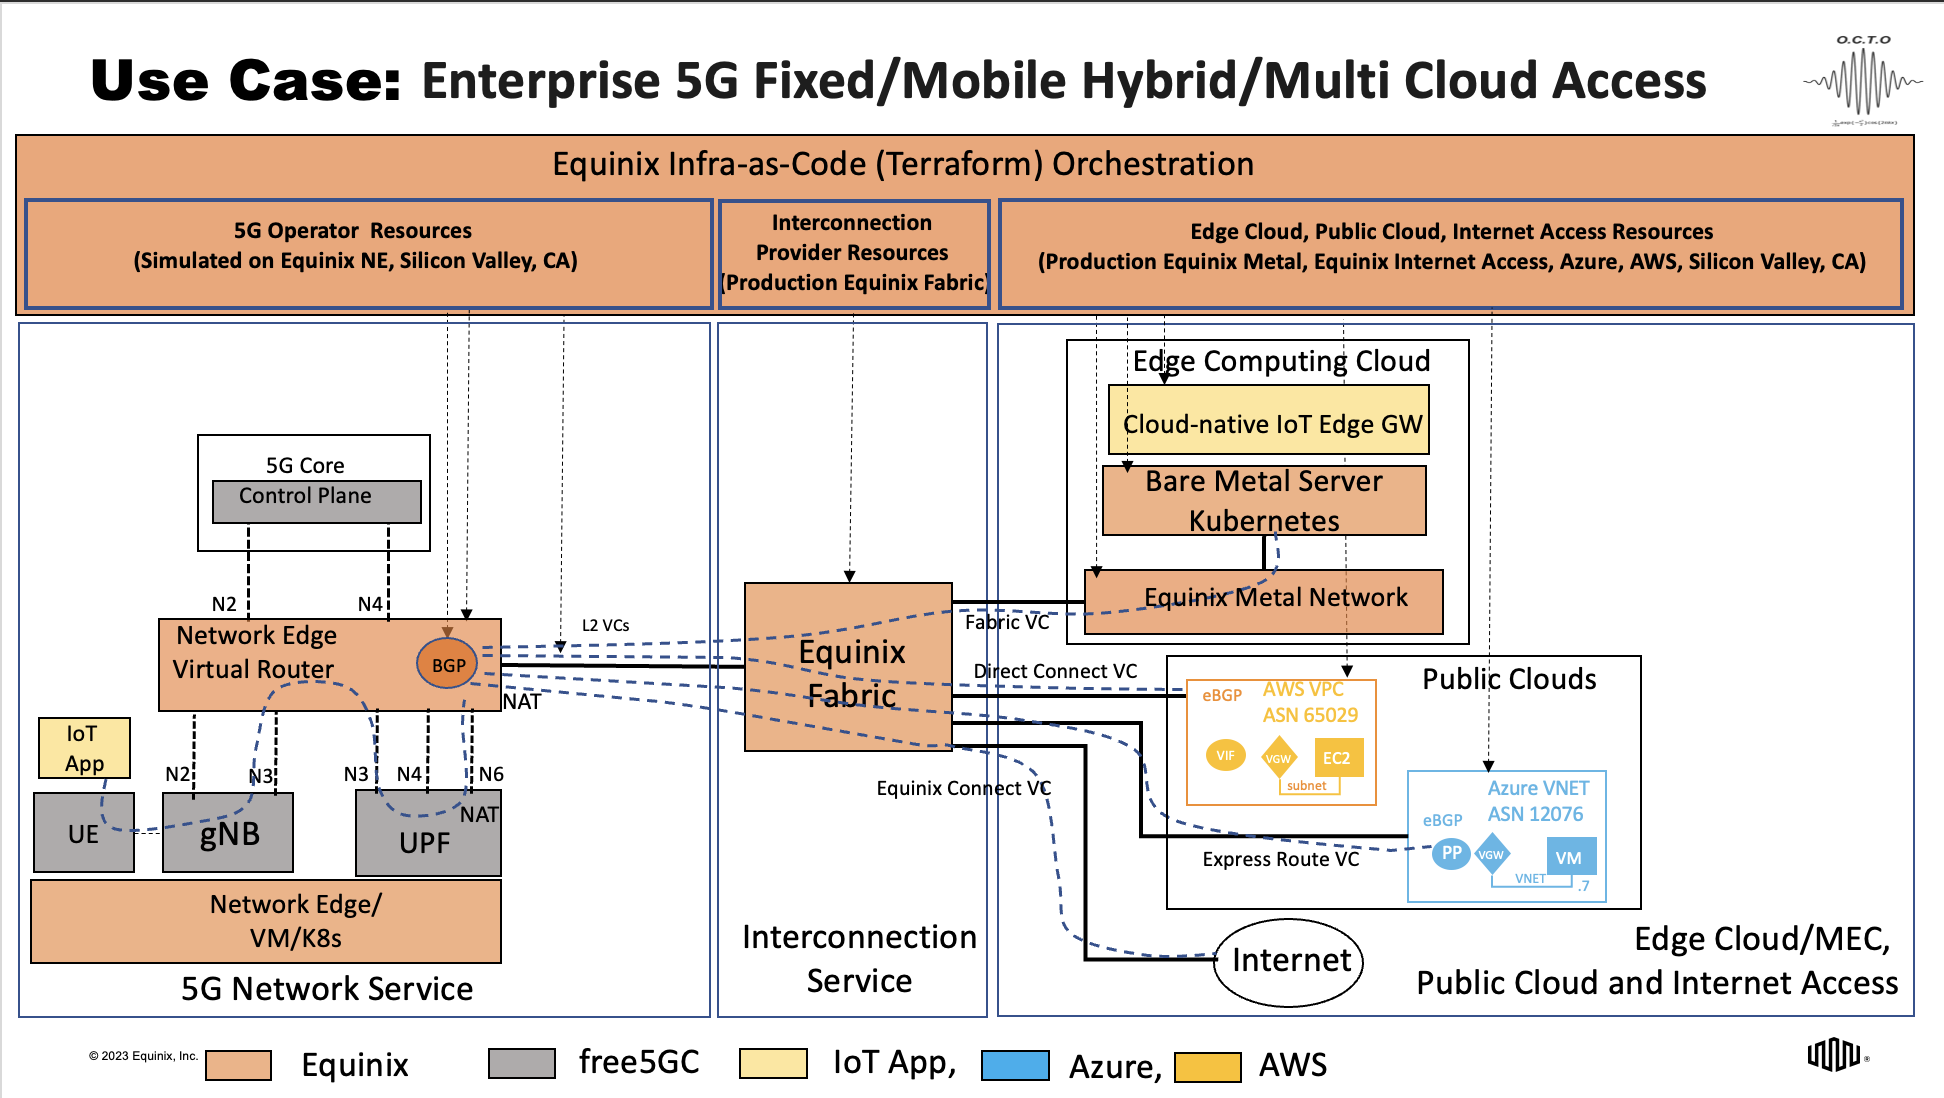 O.C.T.O
Use Case: Enterprise 5G Fixed/Mobile Hybrid/Multi Cloud Access
Equinix Infra-as-Code (Terraform) Orchestration
5G Operator Resources
(Simulated on Equinix NE, Silicon Valley, CA)
Interconnection
Provider Resources
(Production Equinix Fabric)
Edge Cloud, Public Cloud, Internet Access Resources
(Production Equinix Metal, Equinix Internet Access, Azure, AWS, Silicon Valley, CA)
5G Core
Control Plane
N2
N4
Network Edge
Virtual Router
BGP
L2 VCs
NAT
IoT
App
N2
N3
N3
N4
N6
NAT
UE
gNB
UPF
Network Edge/
VM/K8s
5G Network Service
Equinix
Fabric
Interconnection
Service
Edge Computing Cloud
Cloud-native IoT Edge GW
Bare Metal Server
Kubernetes
Equinix Metal Network
Fabric VC
Direct Connect VC
Equinix Connect VC
Express Route VC
Public Clouds
eBGP
AWS VPC
ASN 65029
VIF
VGW
EC2
subnet
Azure VNET
ASN 12076
eBGP
PP
VGW
VM
VNET
.7
Internet
Edge Cloud/MEC,
Public Cloud and Internet Access
© 2023 Equinix, Inc.
Equinix
free5GC
IoT App,
Azure,
AWS
®